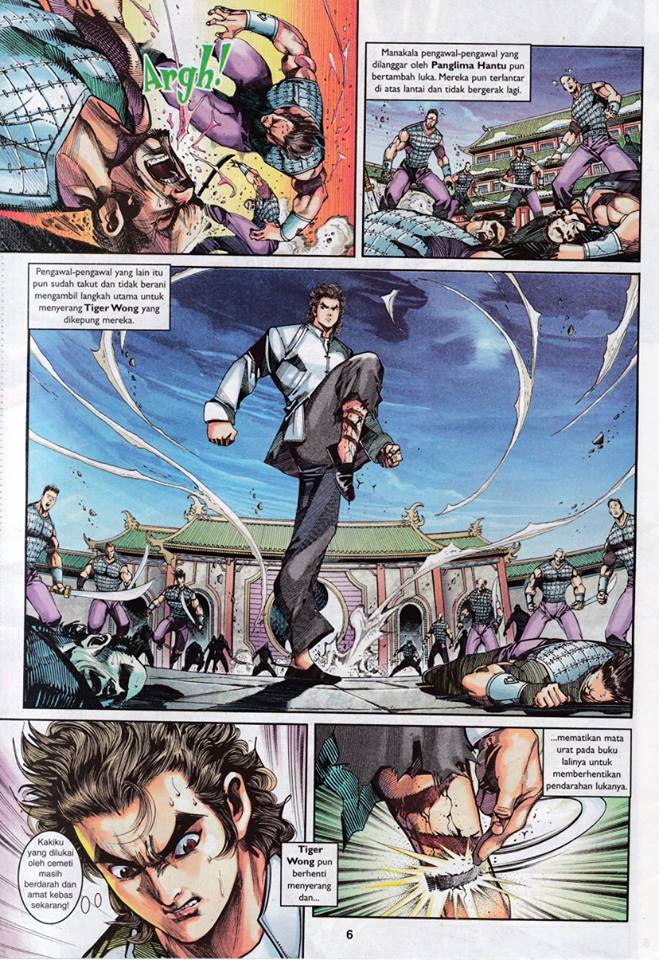 Argh!
Manakala pengawal-pengawal yang
dilanggar oleh Panglima Hantu pun
bertambah luka. Mereka pun terlantar
di atas lantai dan tidak bergerak lagi.
Pengawal-pengawal yang lain itu
pun sudah takut dan tidak berani
mengambil langkah utama untuk
menyerang Tiger Wong yang
dikepung mereka.
Kakiku
yang dilukai
oleh cemeti
masih
berdarah dan
amat kebas
sekarang!
Tiger
Wong pun
berhenti
menyerang
dan...
...mematikan mata
urat pada buku
lalinya untuk
memberhentikan
pendarahan lukanya.
6